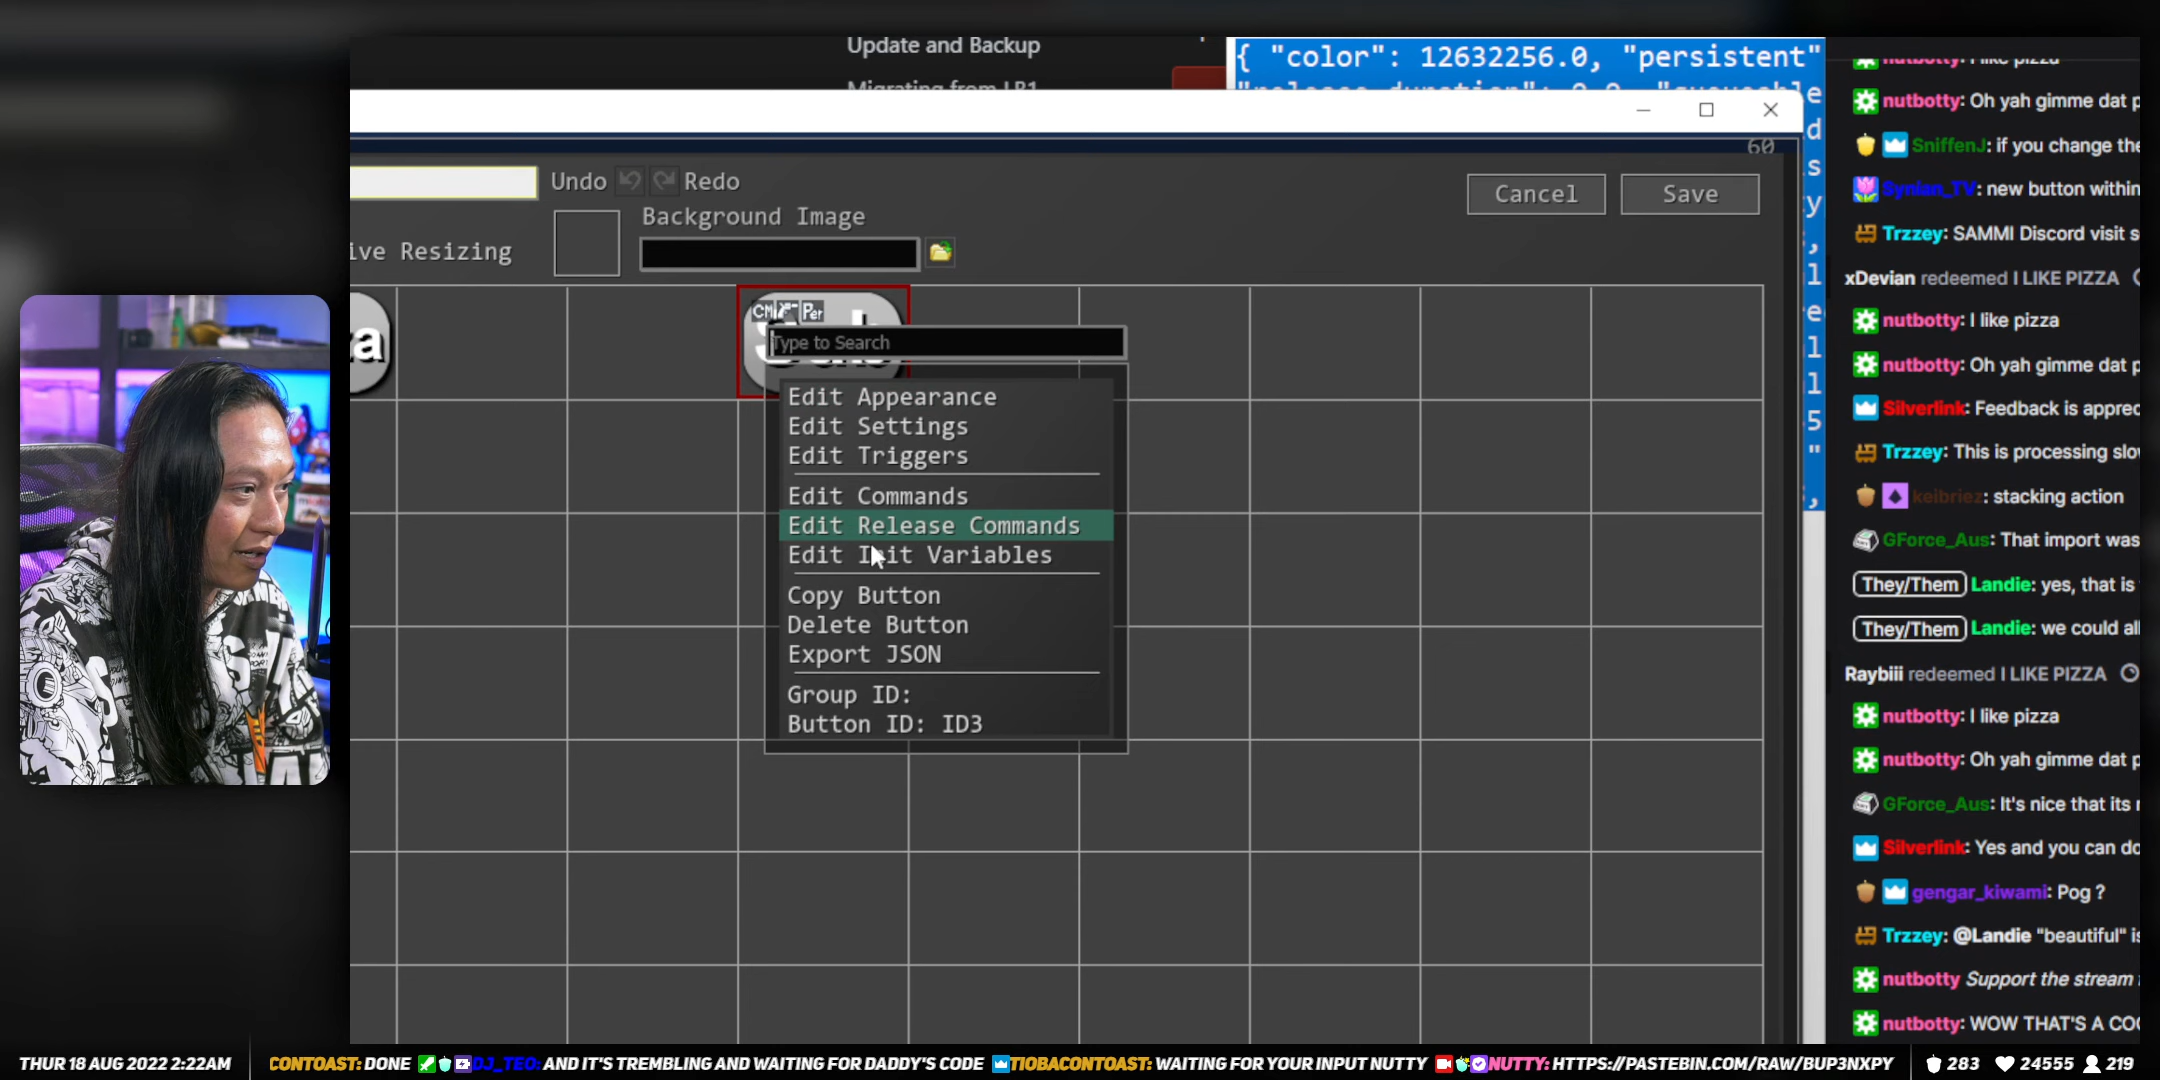 Update and Backup
{ "color": 12632256.0, "persistent"
60
Undo
Redo
Cancel
Save
Background Image
ive Resizing
CM
Per
za
Type to Search
Edit Appearance
Edit Settings
Edit Triggers
Edit Commands
Edit Release Commands
Edit Init Variables
Copy Button
Delete Button
Export JSON
Group ID:
Button ID: ID3
nutbotty: I like pizza
nutbotty: Oh yah gimme dat p
SniffenJ: if you change the
Synian_TV: new button within
Trzzey: SAMMI Discord visit s
xDevian redeemed I LIKE PIZZA
nutbotty: I like pizza
nutbotty: Oh yah gimme dat p
Silverlink: Feedback is apprec
Trzzey: This is processing slo
keibriez: stacking action
GForce_Aus: That import was
They/Them Landie: yes, that is
They/Them Landie: we could al
Raybiii redeemed I LIKE PIZZA
nutbotty: I like pizza
nutbotty: Oh yah gimme dat p
GForce_Aus: It's nice that its
Silverlink: Yes and you can do
gengar_kiwami: Pog ?
Trzzey: @Landie "beautiful" is
nutbotty Support the stream
nutbotty: WOW THAT'S A COO
THUR 18 AUG 2022 2:22AM
CONTOAST: DONE DJ_TEO: AND IT'S TREMBLING AND WAITING FOR DADDY'S CODE TIOBACONTOAST: WAITING FOR YOUR INPUT NUTTY NUTTY: HTTPS://PASTEBIN.COM/RAW/BUP3NXPY
283 24555 219